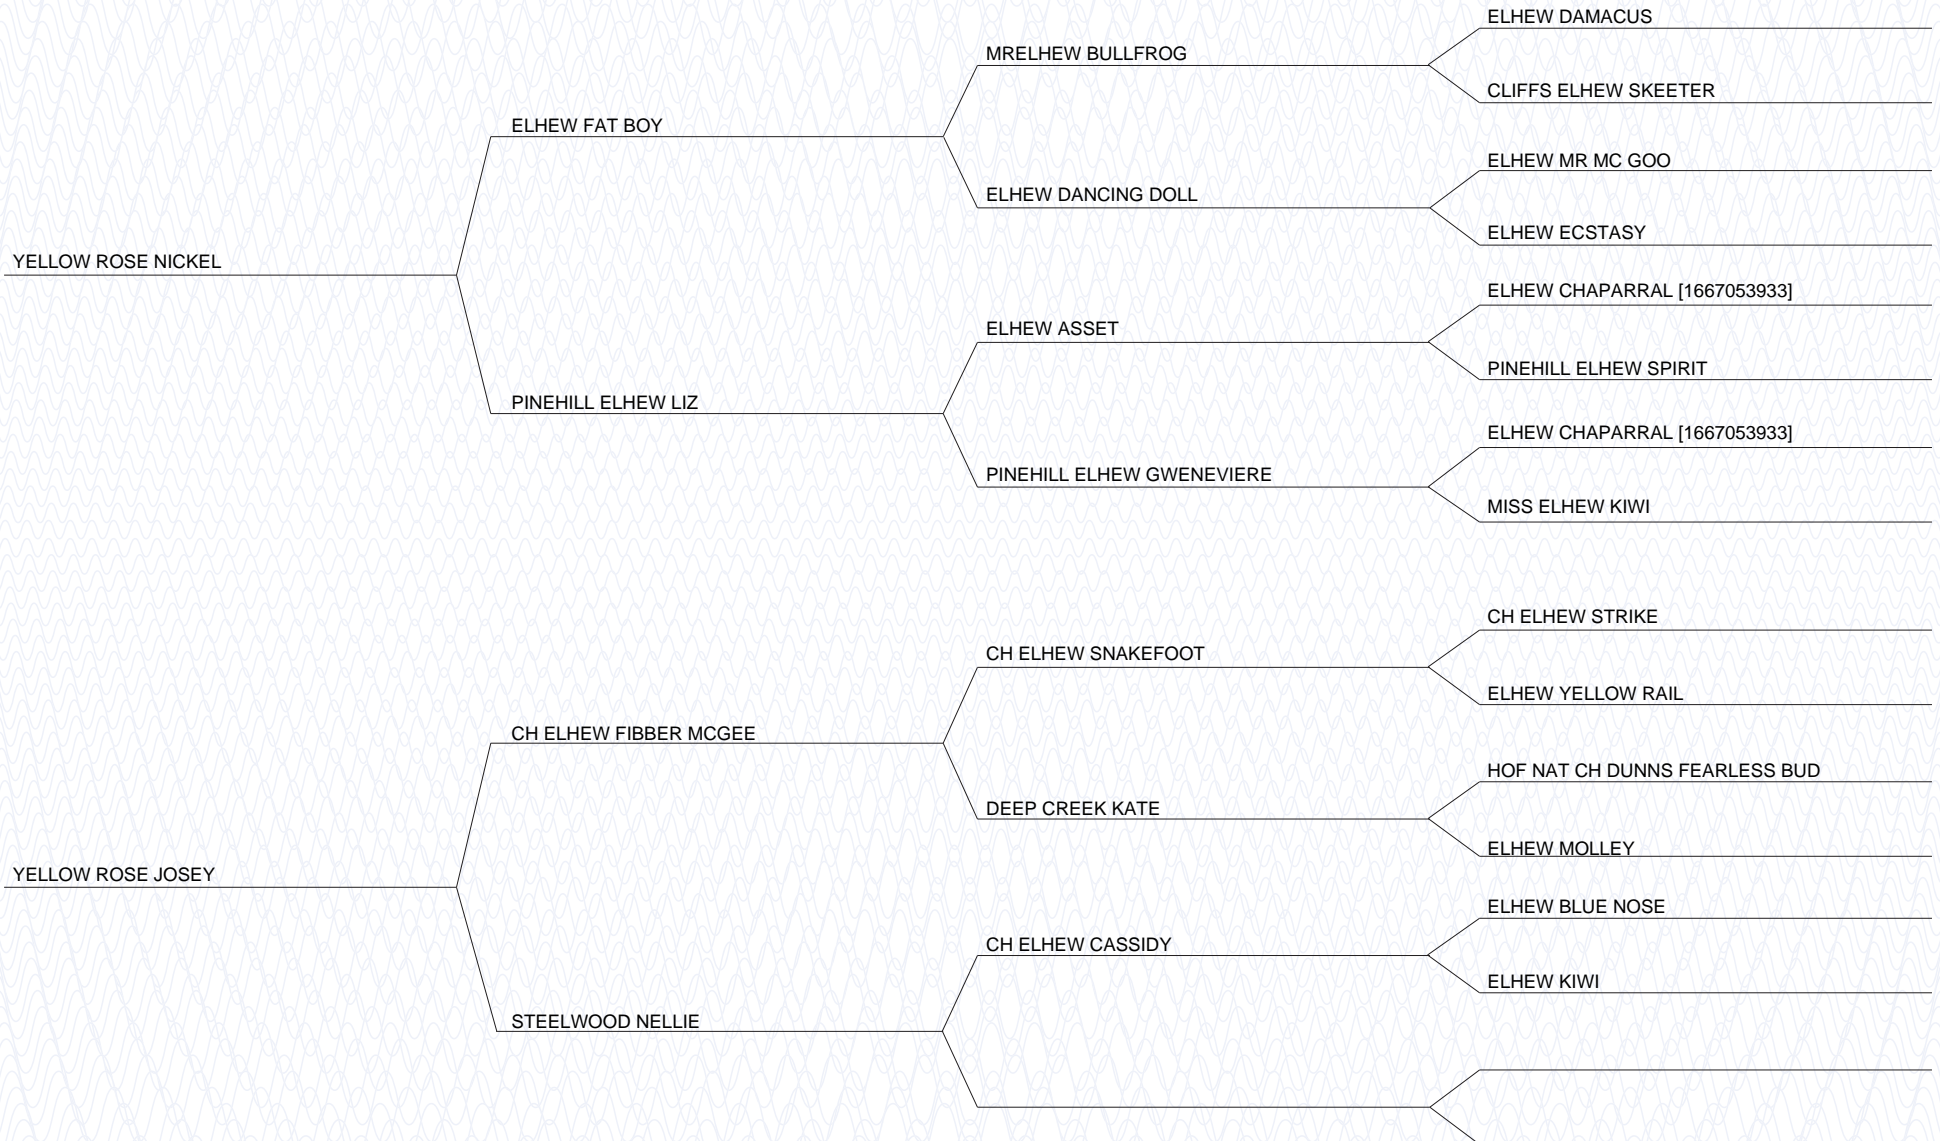 ELHEW DAMACUS
MRELHEW BULLFROG
CLIFFS ELHEW SKEETER
ELHEW FAT BOY
ELHEW MR MC GOO
ELHEW DANCING DOLL
ELHEW ECSTASY
YELLOW ROSE NICKEL
ELHEW CHAPARRAL [1667053933]
ELHEW ASSET
PINEHILL ELHEW SPIRIT
PINEHILL ELHEW LIZ
ELHEW CHAPARRAL [1667053933]
PINEHILL ELHEW GWENEVIERE
MISS ELHEW KIWI
CH ELHEW STRIKE
CH ELHEW SNAKEFOOT
ELHEW YELLOW RAIL
CH ELHEW FIBBER MCGEE
HOF NAT CH DUNNS FEARLESS BUD
DEEP CREEK KATE
ELHEW MOLLEY
YELLOW ROSE JOSEY
ELHEW BLUE NOSE
CH ELHEW CASSIDY
ELHEW KIWI
STEELWOOD NELLIE